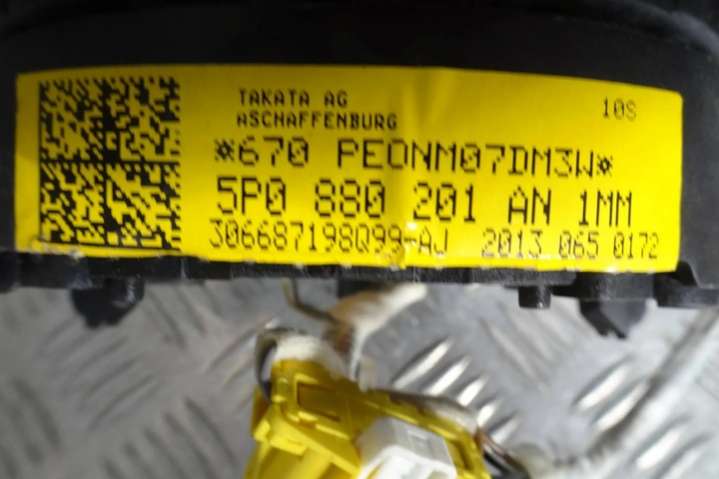 TAKATA AG
10S
ASCHAFFENBURG
*670 PEONM07DM3W*
5P0 880 201 AN 1MM
306687198Q99-AJ 2013 065 0172